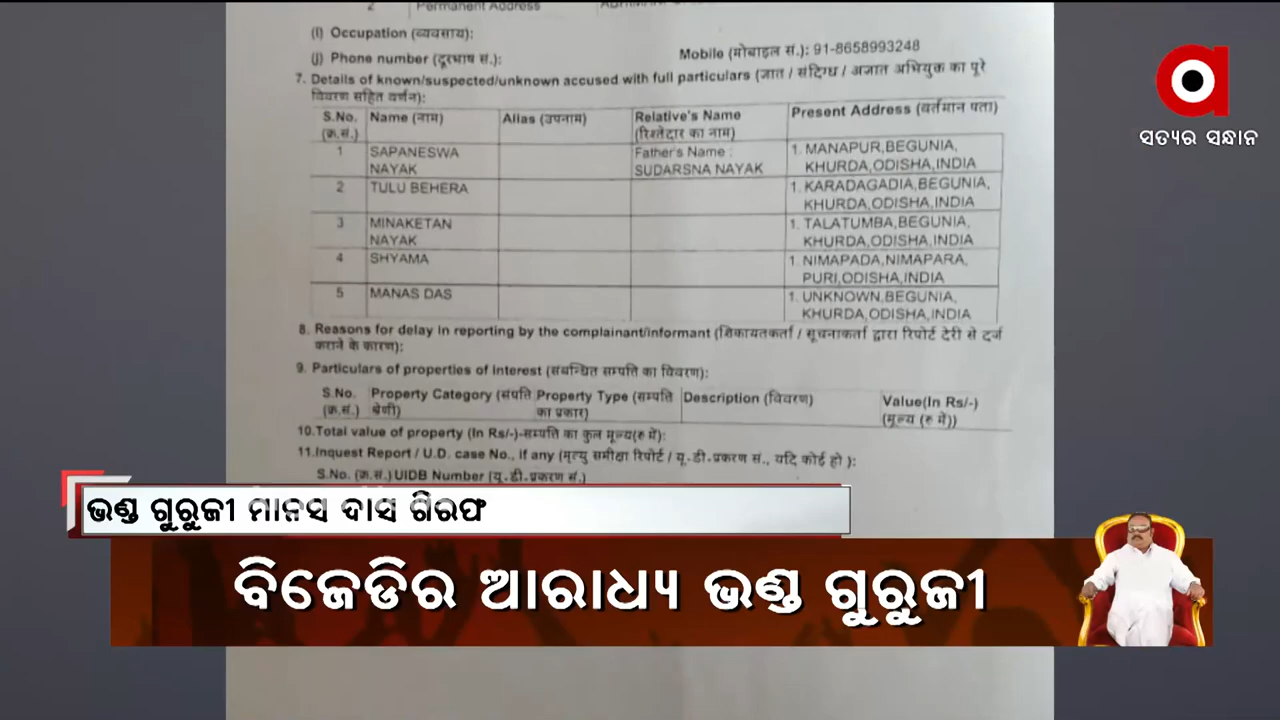 2 Permanent Address
(I) Occupation (व्यवसाय):
(J) Phone number (दूरभाष सं.): Mobile (मोबाइल सं.): 91-8658993248
7. Details of known/suspected/unknown accused with full particulars (ज्ञात / संदिग्ध / अज्ञात अभियुक्त का पूरे
विवरण सहित वर्णन):
S.No. Name (नाम) Alias (उपनाम) Relative's Name Present Address (वर्तमान पता)
(क्र.सं.) (रिश्तेदार का नाम)
1 SAPANESWA Father's Name : 1. MANAPUR,BEGUNIA,
NAYAK SUDARSNA NAYAK KHURDA,ODISHA,INDIA
2 TULU BEHERA 1. KARADAGADIA,BEGUNIA,
KHURDA,ODISHA,INDIA
3 MINAKETAN 1. TALATUMBA,BEGUNIA,
NAYAK KHURDA,ODISHA,INDIA
4 SHYAMA 1. NIMAPADA,NIMAPARA,
PURI,ODISHA,INDIA
5 MANAS DAS 1. UNKNOWN,BEGUNIA,
KHURDA,ODISHA,INDIA
8. Reasons for delay in reporting by the complainant/informant (शिकायतकर्ता / सूचनाकर्ता द्वारा रिपोर्ट देरी से दर्ज
कराने के कारण):
9. Particulars of properties of Interest (संबन्धित सम्पति का विवरण):
S.No. Property Category (संपति Property Type (सम्पति Description (विवरण) Value(In Rs/-)
(क्र.सं.) श्रेणी) का प्रकार) (मूल्य (रु में))
10.Total value of property (In Rs/-)-सम्पति का कुल मूल्य(रु में):
11.Inquest Report / U.D. case No., if any (मृत्यु समीक्षा रिपोर्ट / यू.डी.प्रकरण सं., यदि कोई हो ):
S.No. (क्र.सं.) UIDB Number (यू.डी.प्रकरण सं.)
ସତ୍ୟର ସନ୍ଧାନ
ଭଣ୍ଡ ଗୁରୁଜୀ ମାନସ ଦାସ ଗିରଫ
ବିଜେଡିର ଆରାଧ୍ୟ ଭଣ୍ଡ ଗୁରୁଜୀ